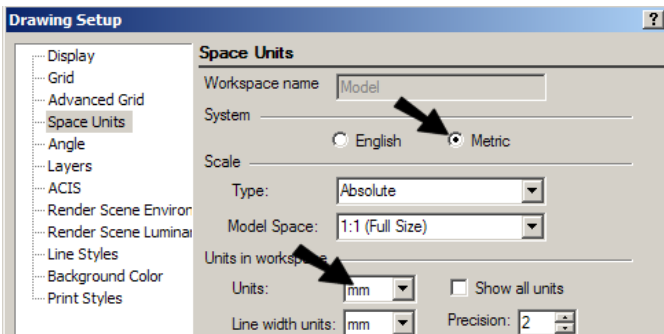 Drawing Setup ?
Display
Grid
Advanced Grid
Space Units
Angle
Layers
ACIS
Render Scene Environ
Render Scene Luminar
Line Styles
Background Color
Print Styles
Space Units
Workspace name Model
System
English Metric
Scale
Type: Absolute
Model Space: 1:1 (Full Size)
Units in workspace
Units: mm Show all units
Line width units: mm Precision: 2